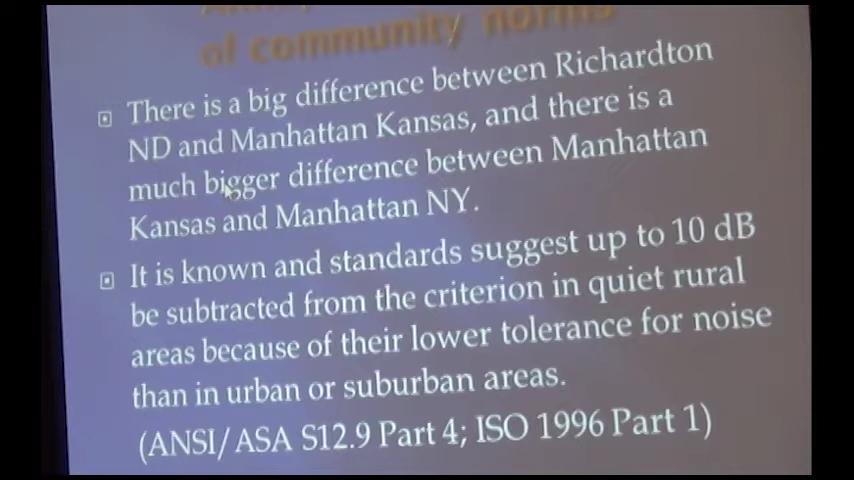 of community norms
There is a big difference between Richardton
ND and Manhattan Kansas, and there is a
much bigger difference between Manhattan
Kansas and Manhattan NY.
It is known and standards suggest up to 10 dB
be subtracted from the criterion in quiet rural
areas because of their lower tolerance for noise
than in urban or suburban areas.
(ANSI/ASA S12.9 Part 4; ISO 1996 Part 1)